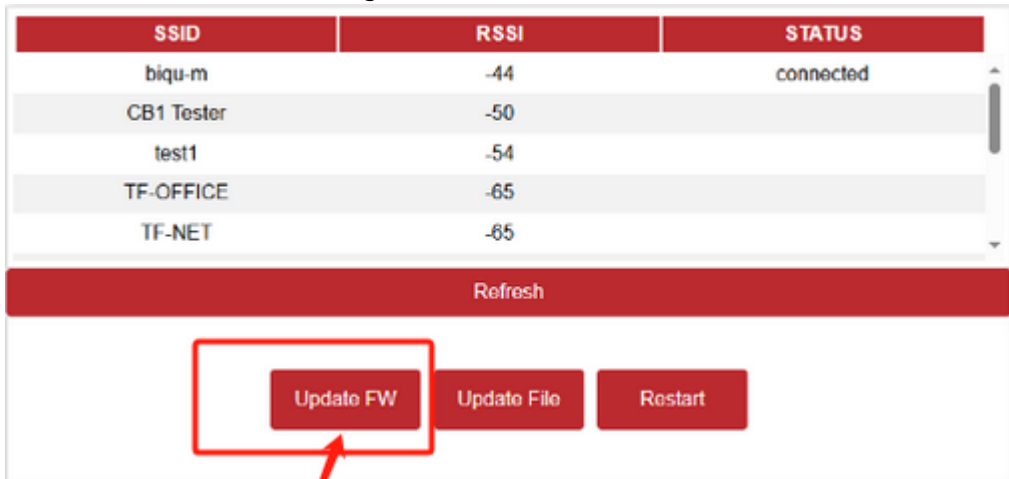 SSID RSSI STATUS
biqu-m -44 connected
CB1 Tester -50
test1 -54
TF-OFFICE -65
TF-NET -65
Refresh
Update FW Update File Restart